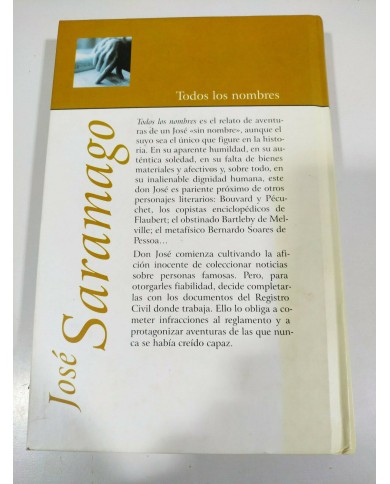 Todos los nombres
Todos los nombres es el relato de aventu-
ras de un José «sin nombre», aunque el
suyo sea el único que figure en la histo-
ria. En su aparente humildad, en su au-
téntica soledad, en su falta de bienes
materiales y afectivos y, sobre todo, en
su inalienable dignidad humana, este
don José es pariente próximo de otros
personajes literarios: Bouvard y Pécu-
chet, los copistas enciclopédicos de
Flaubert; el obstinado Bartleby de Mel-
ville; el metafísico Bernardo Soares de
Pessoa...
Don José comienza cultivando la afi-
ción inocente de coleccionar noticias
sobre personas famosas. Pero, para
otorgarles fiabilidad, decide completar-
las con los documentos del Registro
Civil donde trabaja. Ello lo obliga a co-
meter infracciones al reglamento y a
protagonizar aventuras de las que nun-
ca se había creído capaz.
José Saramago